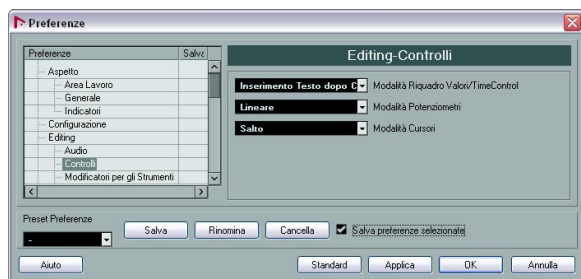 Preferenze
Preferenze Salva
Aspetto
Area Lavoro
Generale
Indicatori
Configurazione
Editing
Audio
Controlli
Modificatori per gli Strumenti
Editing-Controlli
Inserimento Testo dopo C Modalità Riquadro Valori/TimeControl
Lineare Modalità Potenziometri
Salto Modalità Cursori
Preset Preferenze
- Salva Rinomina Cancella Salva preferenze selezionate
Aiuto Standard Applica OK Annulla